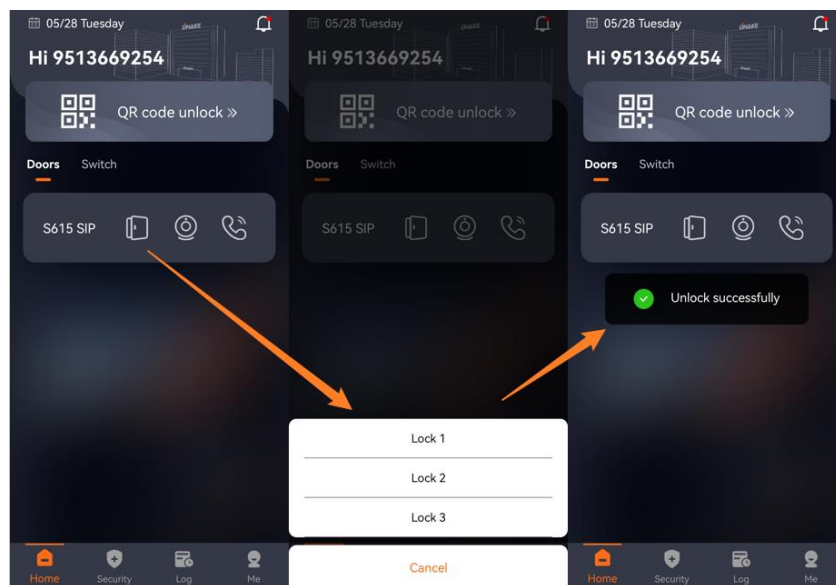 05/28 Tuesday
Hi 9513669254
QR code unlock »
Doors Switch
S615 SIP
Home Security Log Me
05/28 Tuesday
Hi 9513669254
QR code unlock »
Doors Switch
S615 SIP
Lock 1
Lock 2
Lock 3
Cancel
05/28 Tuesday
DNAKE
Hi 9513669254
QR code unlock »
Doors Switch
S615 SIP
Unlock successfully
Home Security Log Me